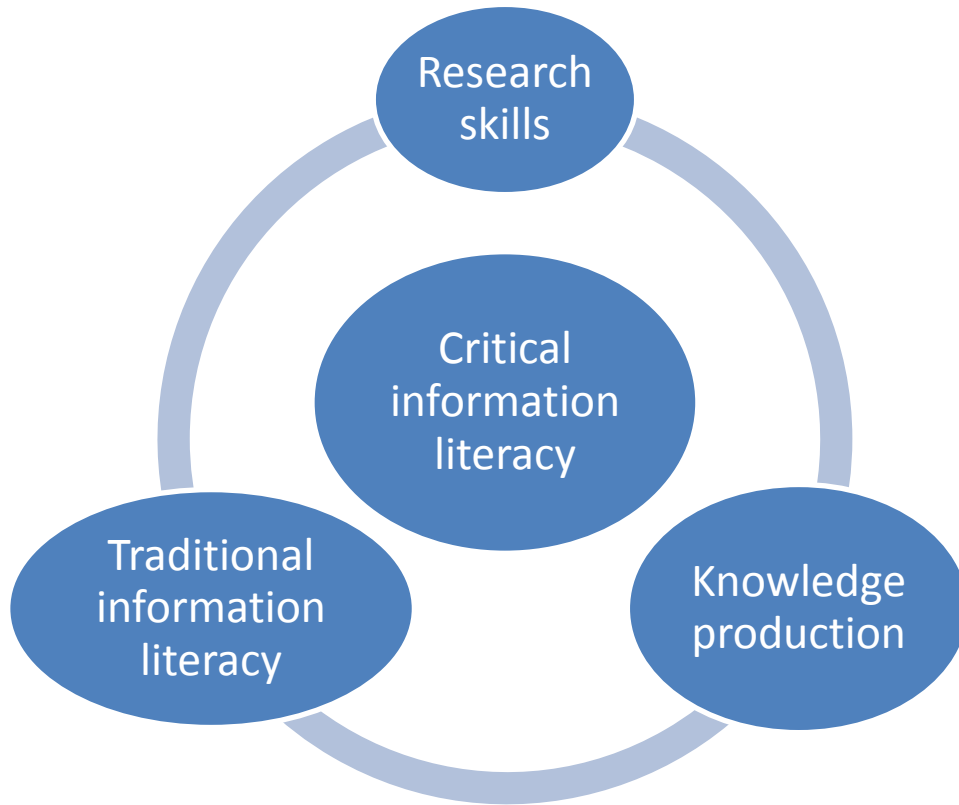 Research
skills
Critical
information
literacy
Traditional
information
literacy
Knowledge
production